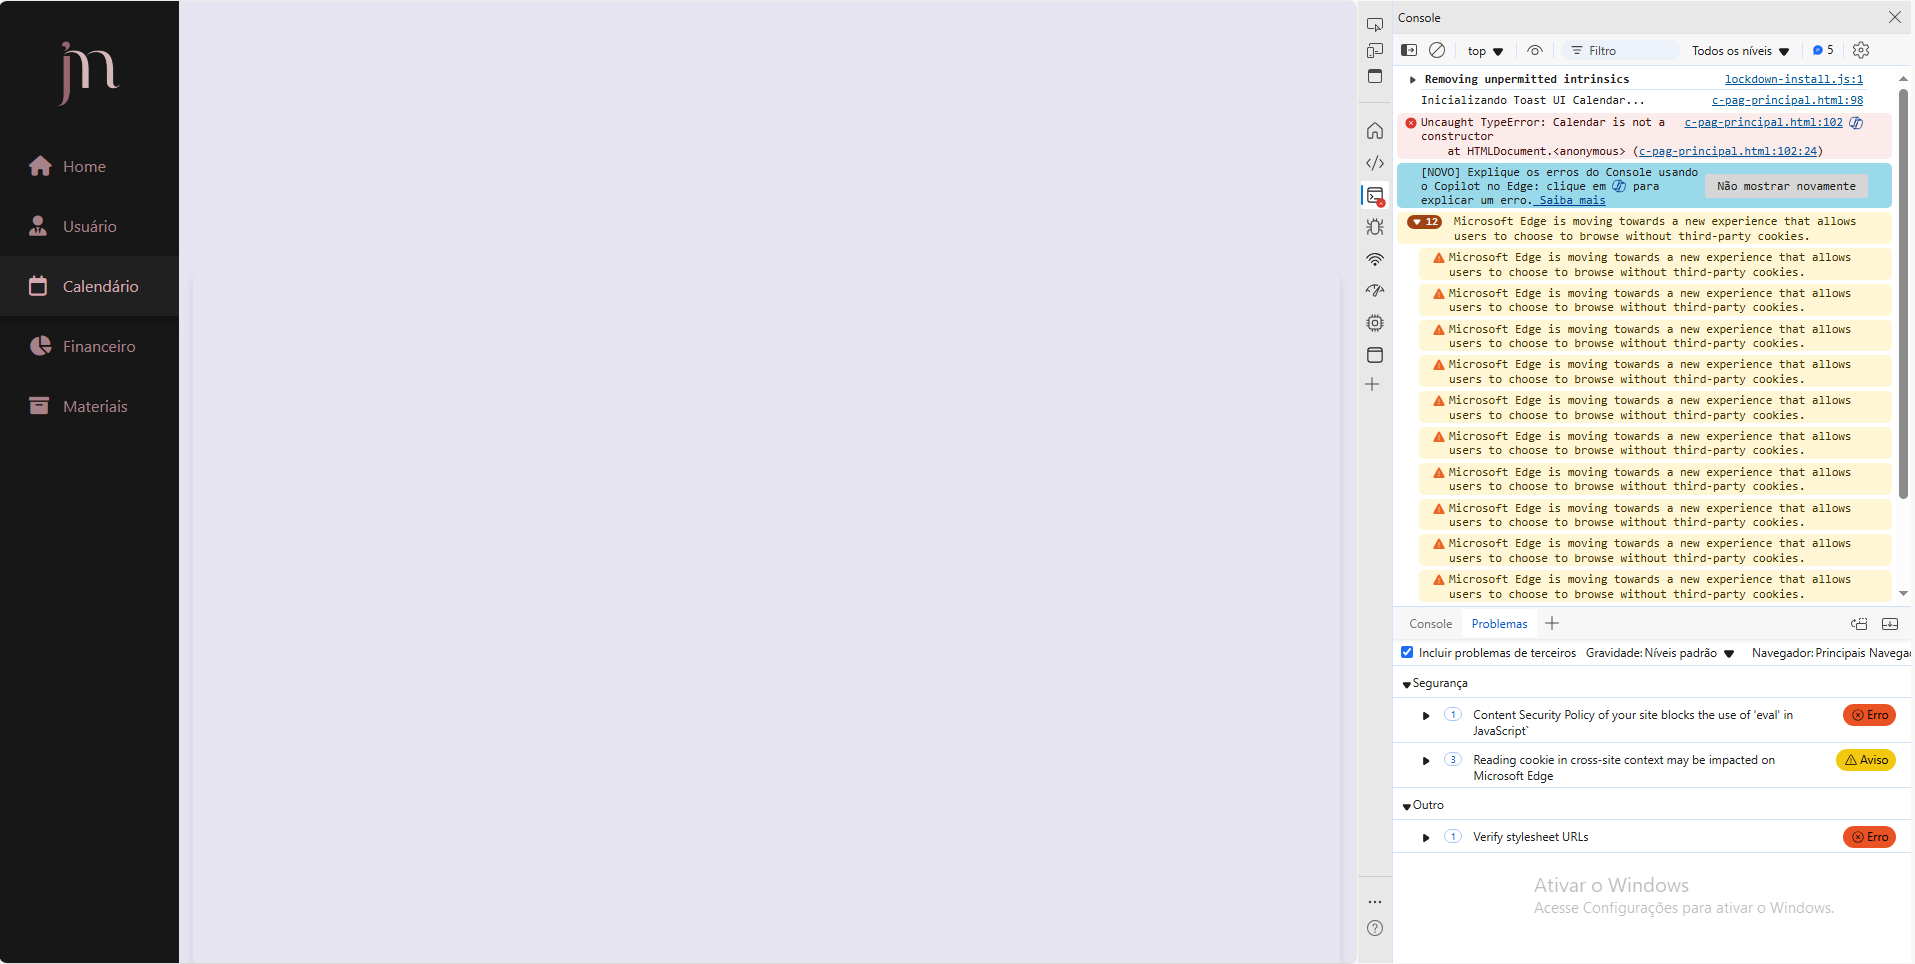 jm
Home
Usuário
Calendário
Financeiro
Materiais
Console
top
Filtro
Todos os níveis
5
Removing unpermitted intrinsics
lockdown-install.js:1
Inicializando Toast UI Calendar...
c-pag-principal.html:98
Uncaught TypeError: Calendar is not a
c-pag-principal.html:102
constructor
at HTMLDocument.<anonymous> (c-pag-principal.html:102:24)
[NOVO] Explique os erros do Console usando
o Copilot no Edge: clique em para
explicar um erro. Saiba mais
Não mostrar novamente
12
Microsoft Edge is moving towards a new experience that allows
users to choose to browse without third-party cookies.
Microsoft Edge is moving towards a new experience that allows
users to choose to browse without third-party cookies.
Microsoft Edge is moving towards a new experience that allows
users to choose to browse without third-party cookies.
Microsoft Edge is moving towards a new experience that allows
users to choose to browse without third-party cookies.
Microsoft Edge is moving towards a new experience that allows
users to choose to browse without third-party cookies.
Microsoft Edge is moving towards a new experience that allows
users to choose to browse without third-party cookies.
Microsoft Edge is moving towards a new experience that allows
users to choose to browse without third-party cookies.
Microsoft Edge is moving towards a new experience that allows
users to choose to browse without third-party cookies.
Microsoft Edge is moving towards a new experience that allows
users to choose to browse without third-party cookies.
Microsoft Edge is moving towards a new experience that allows
users to choose to browse without third-party cookies.
Microsoft Edge is moving towards a new experience that allows
users to choose to browse without third-party cookies.
Console
Problemas
Incluir problemas de terceiros
Gravidade: Níveis padrão
Navegador: Principais Navega
Segurança
1
Content Security Policy of your site blocks the use of 'eval' in
JavaScript`
Erro
3
Reading cookie in cross-site context may be impacted on
Microsoft Edge
Aviso
Outro
1
Verify stylesheet URLs
Erro
Ativar o Windows
Acesse Configurações para ativar o Windows.